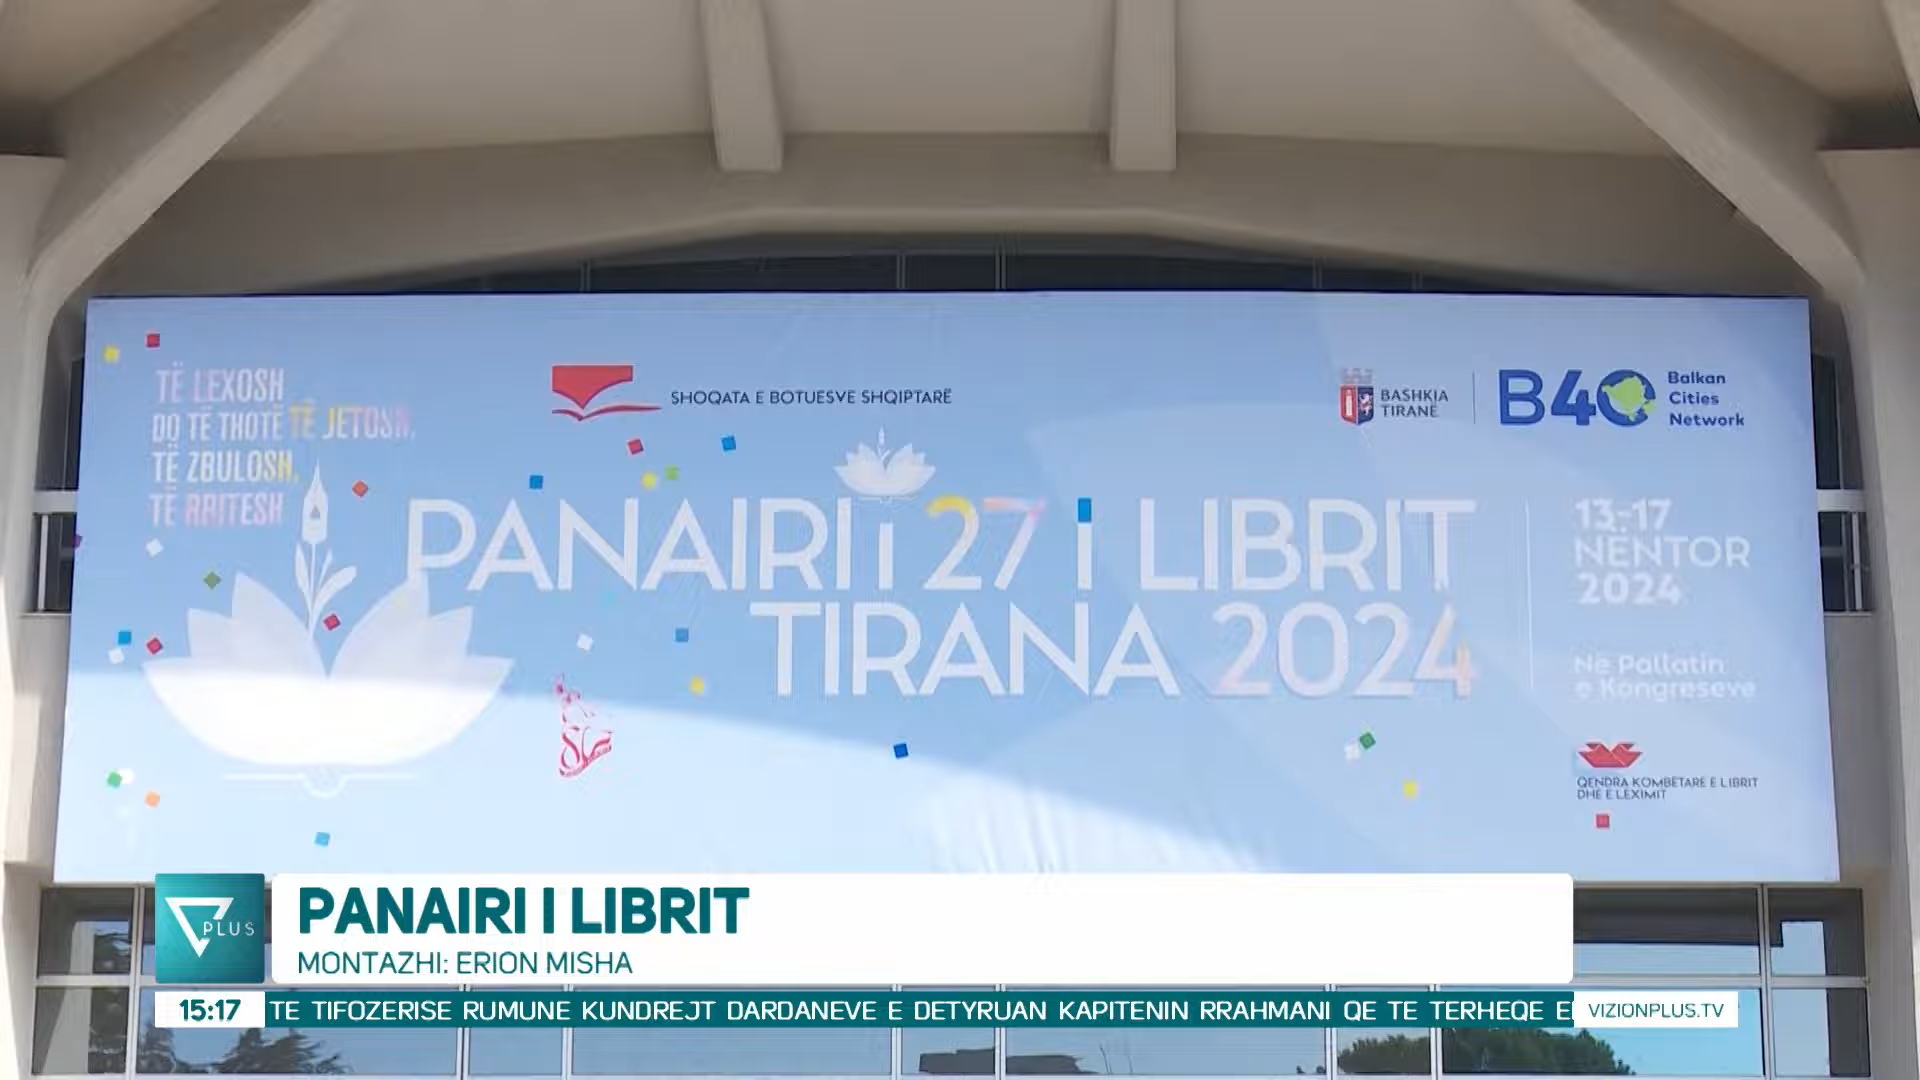 TË LEXOSH
DO TË THOTË TË JETOSH,
TË ZBULOSH,
TË RRITESH
SHOQATA E BOTUESVE SHQIPTARË
BASHKIA
TIRANË
B40
Balkan
Cities
Network
PANAIRI i 27 i LIBRIT
TIRANA 2024
13-17
NËNTOR
2024
Në Pallatin
e Kongreseve
QENDRA KOMBËTARE E LIBRIT
DHE E LEXIMIT
PLUS
PANAIRI I LIBRIT
MONTAZHI: ERION MISHA
15:17
TE TIFOZERISE RUMUNE KUNDREJT DARDANEVE E DETYRUAN KAPITENIN RRAHMANI QE TE TERHEQE E
VIZIONPLUS.TV